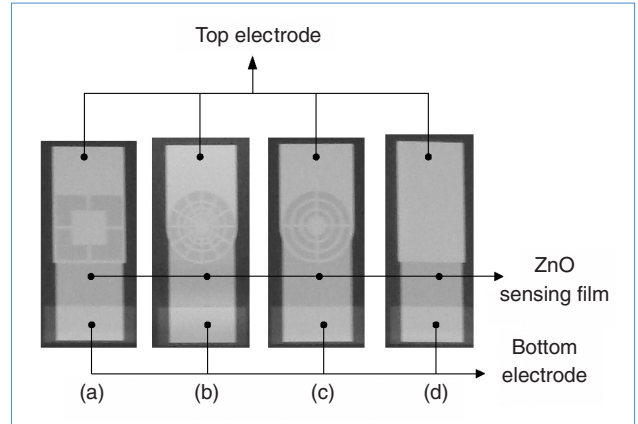 Top electrode
ZnO
sensing film
Bottom
electrode
(a) (b) (c) (d)